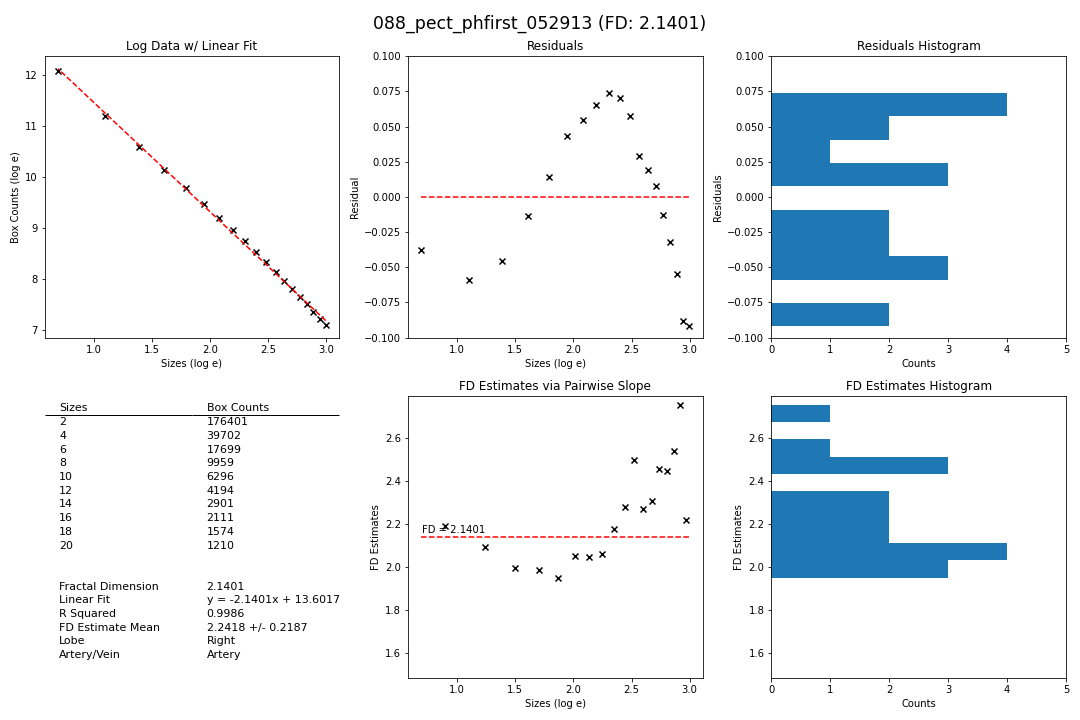 088_pect_phfirst_052913 (FD: 2.1401)
Log Data w/ Linear Fit
12
11
10
9
8
7
Box Counts (log e)
1.0 1.5 2.0 2.5 3.0
Sizes (log e)
Residuals
0.100
0.075
0.050
0.025
0.000
−0.025
−0.050
−0.075
−0.100
Residual
1.0 1.5 2.0 2.5 3.0
Sizes (log e)
Residuals Histogram
0.100
0.075
0.050
0.025
0.000
−0.025
−0.050
−0.075
−0.100
Residuals
0 1 2 3 4 5
Counts
Sizes Box Counts
2 176401
4 39702
6 17699
8 9959
10 6296
12 4194
14 2901
16 2111
18 1574
20 1210
Fractal Dimension 2.1401
Linear Fit y = -2.1401x + 13.6017
R Squared 0.9986
FD Estimate Mean 2.2418 +/- 0.2187
Lobe Right
Artery/Vein Artery
FD Estimates via Pairwise Slope
2.6
2.4
2.2
2.0
1.8
1.6
FD Estimates
FD = 2.1401
1.0 1.5 2.0 2.5 3.0
Sizes (log e)
FD Estimates Histogram
2.6
2.4
2.2
2.0
1.8
1.6
FD Estimates
0 1 2 3 4 5
Counts